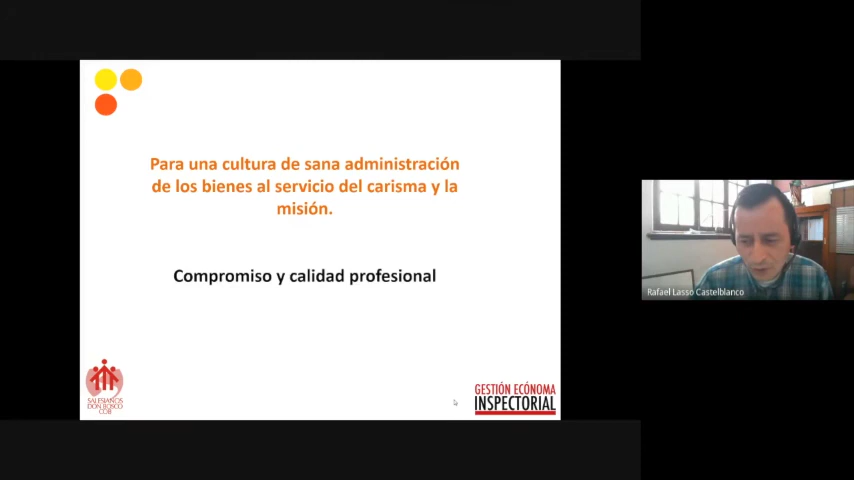 Para una cultura de sana administración
de los bienes al servicio del carisma y la
misión.
Compromiso y calidad profesional
SALESIANOS
DON BOSCO
COB
GESTIÓN ECÓNOMA
INSPECTORIAL
Rafael Lasso Castelblanco